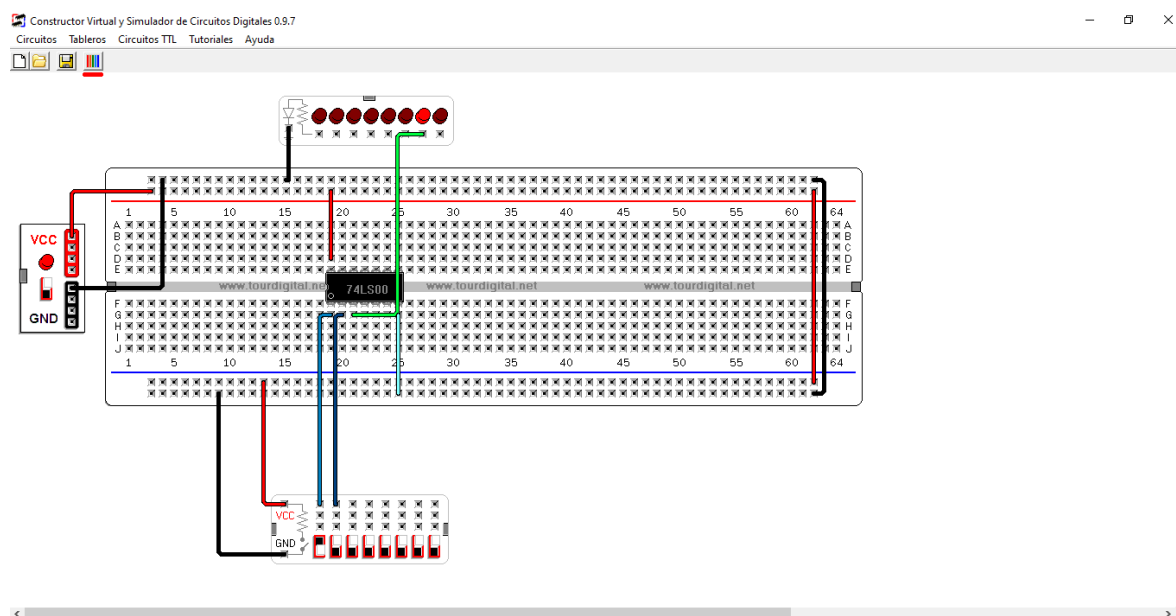 Constructor Virtual y Simulador de Circuitos Digitales 0.9.7
Circuitos Tableros Circuitos TTL Tutoriales Ayuda
1 5 10 15 20 25 30 35 40 45 50 55 60 64
A A
B B
C C
D D
E E
VCC
GND
www.tourdigital.net www.tourdigital.net www.tourdigital.net
74LS00
F F
G G
H H
I I
J J
1 5 10 15 20 25 30 35 40 45 50 55 60 64
VCC
GND